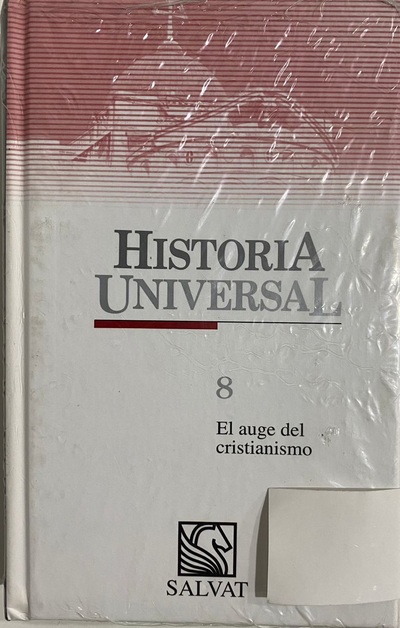 HISTORIA
UNIVERSAL
8
El auge del
cristianismo
SALVAT